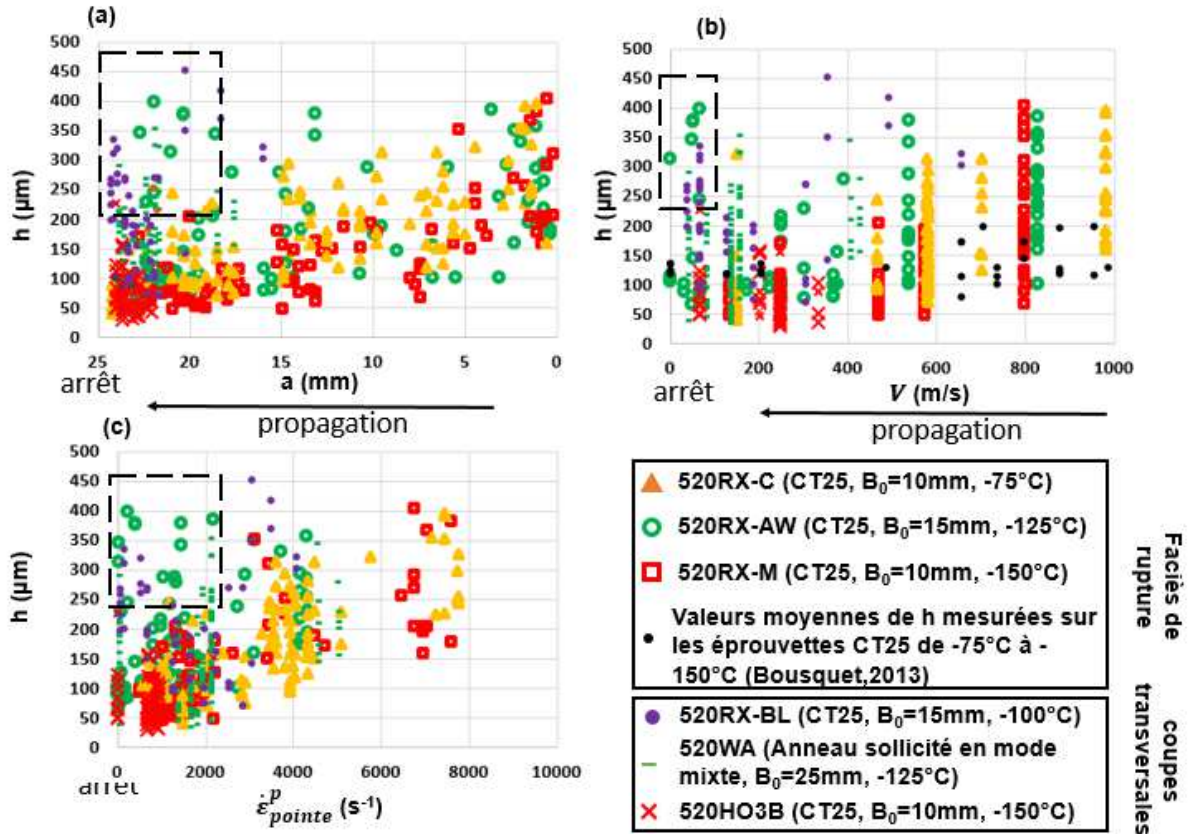 (a)
500
450
400
350
300
250
200
150
100
50
0
h (µm)
25 20 15 10 5 0
arrêt a (mm)
propagation
(b)
500
450
400
350
300
250
200
150
100
50
0
h (µm)
0 200 400 600 800 1000
arrêt V (m/s)
propagation
(c)
500
450
400
350
300
250
200
150
100
50
0
h (µm)
0 2000 4000 6000 8000 10000
arrêt
ε̇ᵖpointe (s⁻¹)
520RX-C (CT25, B₀=10mm, -75°C)
520RX-AW (CT25, B₀=15mm, -125°C)
520RX-M (CT25, B₀=10mm, -150°C)
Valeurs moyennes de h mesurées sur
les éprouvettes CT25 de -75°C à -
150°C (Bousquet,2013)
Faciès de
rupture
520RX-BL (CT25, B₀=15mm, -100°C)
520WA (Anneau sollicité en mode
mixte, B₀=25mm, -125°C)
520HO3B (CT25, B₀=10mm, -150°C)
coupes
transversales